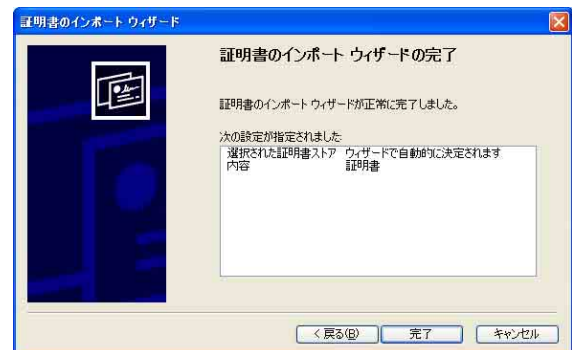 証明書のインポート ウィザード
証明書のインポート ウィザードの完了
証明書のインポート ウィザードが正常に完了しました。
次の設定が指定されました:
選択された証明書ストア ウィザードで自動的に決定されます
内容 証明書
< 戻る(B) 完了 キャンセル